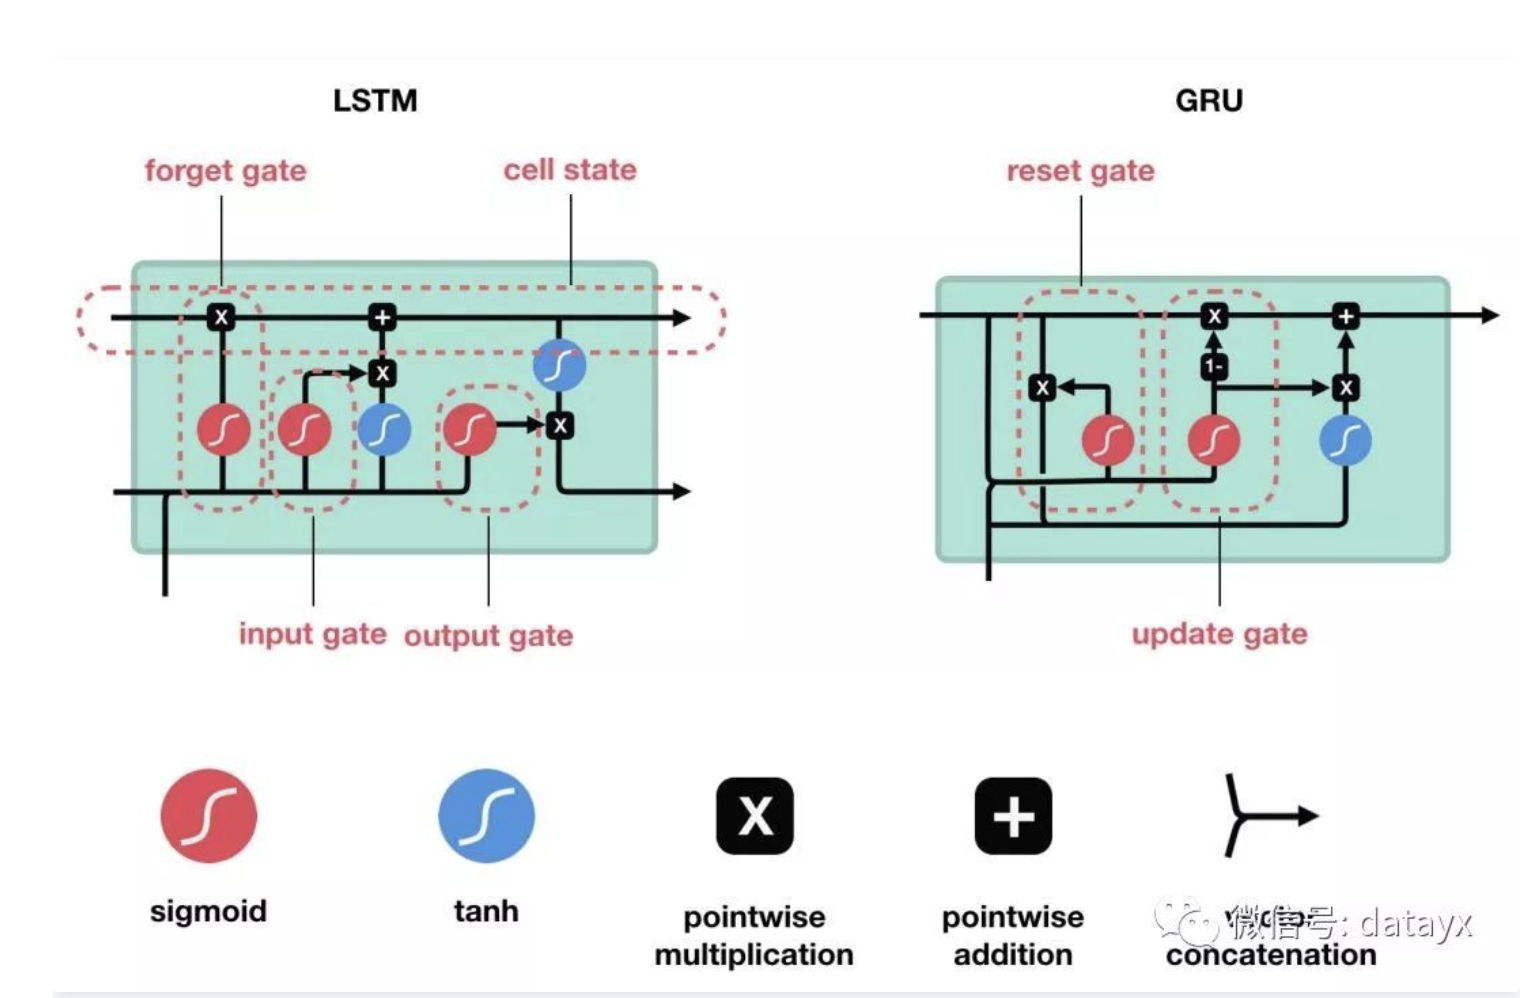 LSTM
GRU
forget gate
cell state
reset gate
X
+
X
X
+
X
1-
X
X
input gate
output gate
update gate
X
+
sigmoid
tanh
pointwise
multiplication
pointwise
addition
微信号: datayx
concatenation